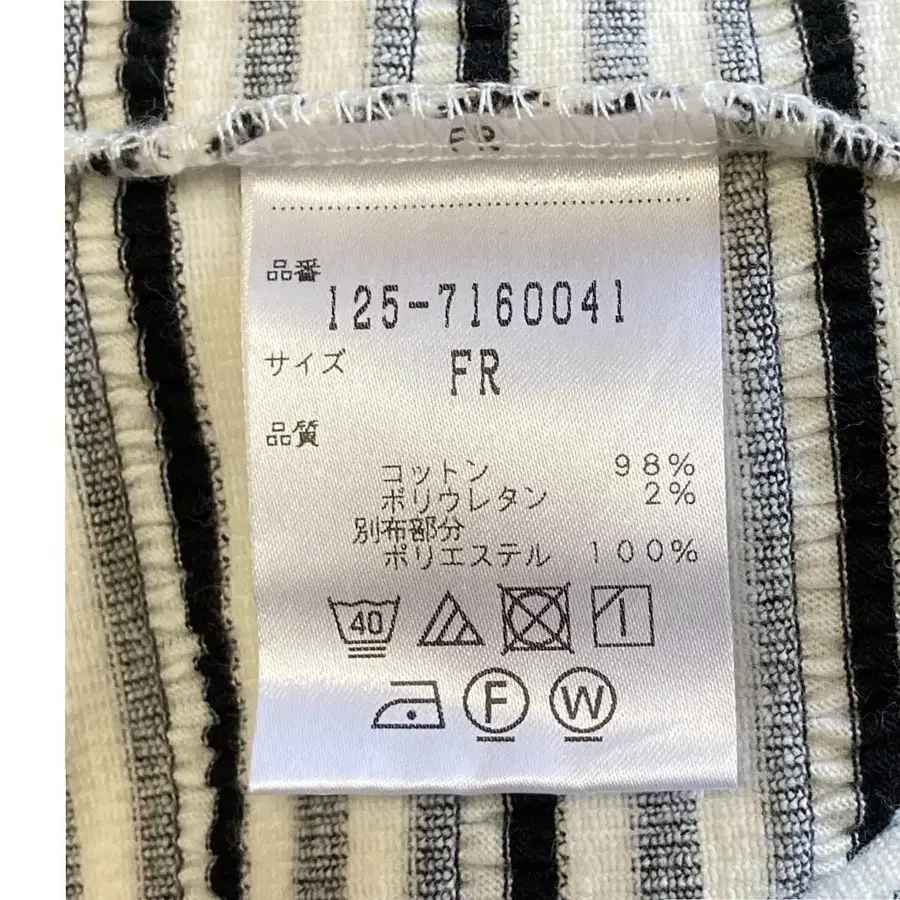 FR
品番
125-7160041
サイズ FR
品質
コットン 98%
ポリウレタン 2%
別布部分
ポリエステル 100%
40
F W